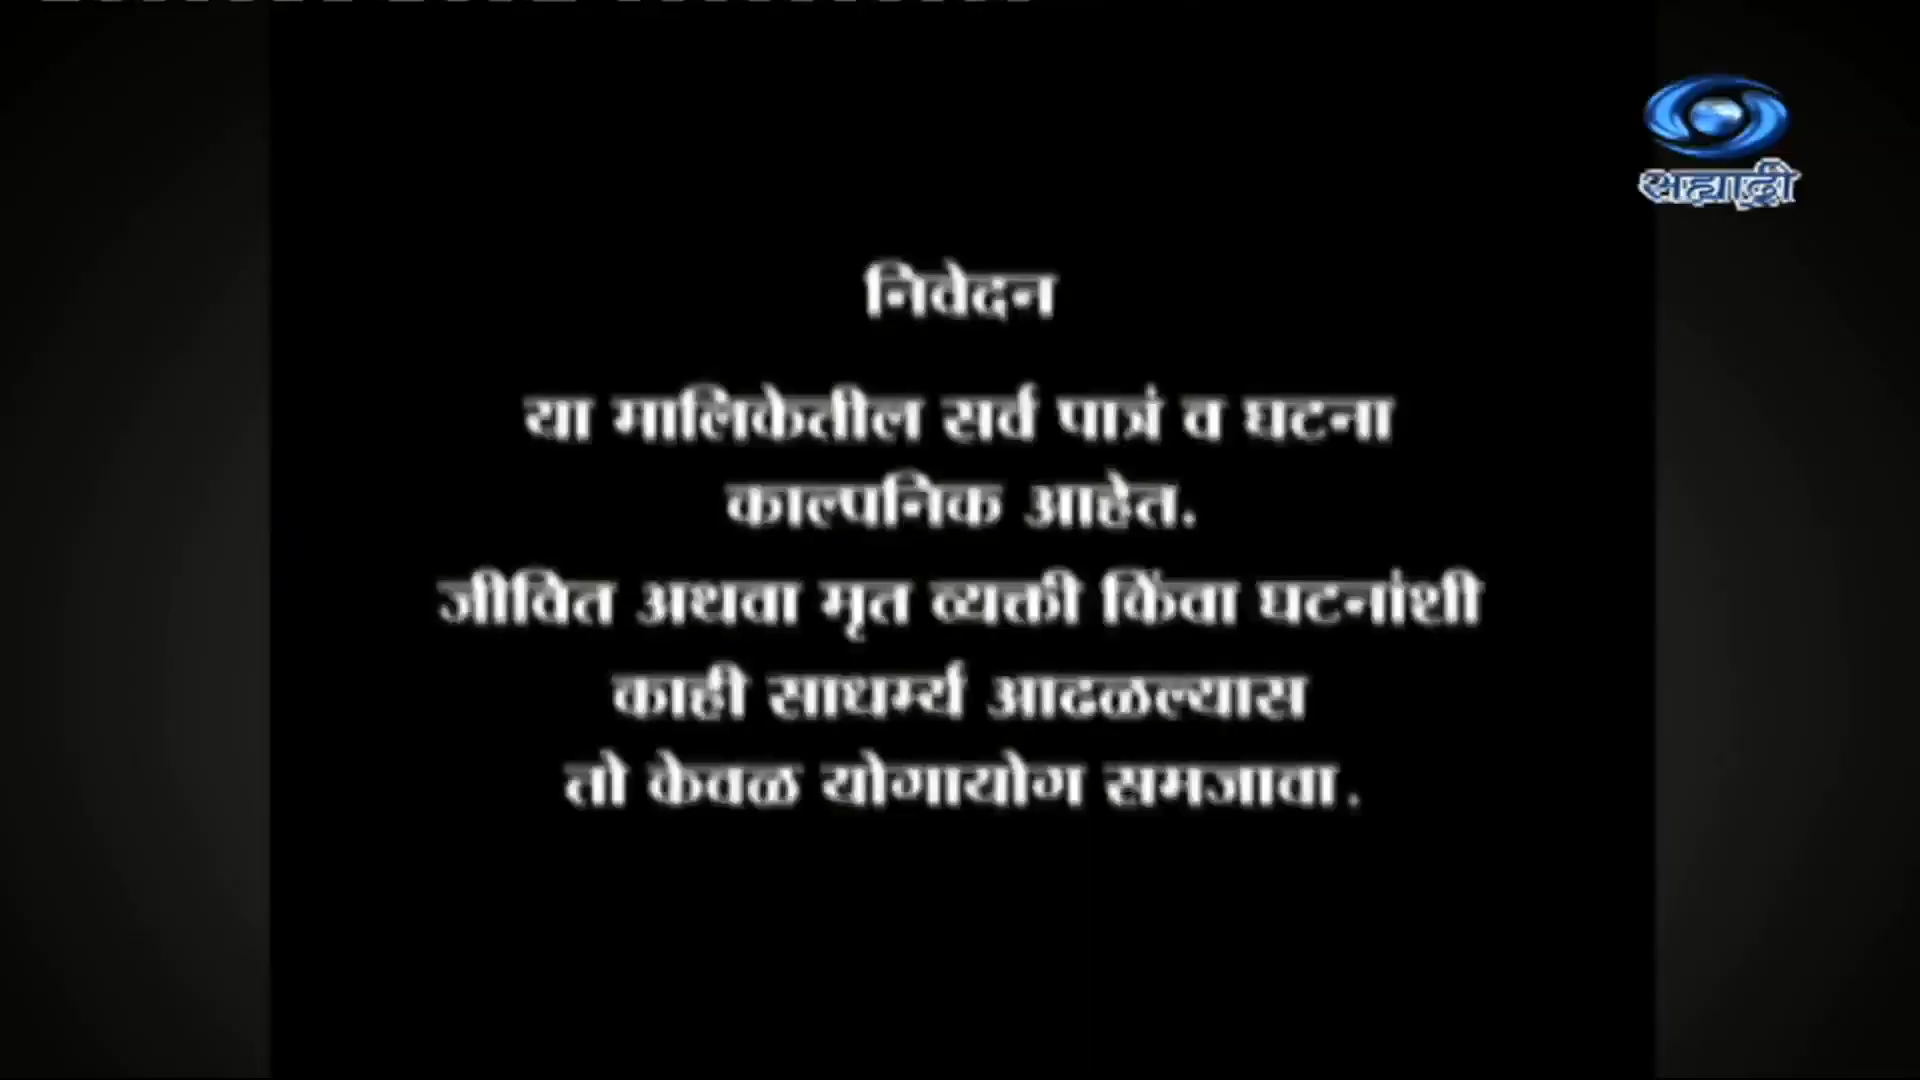 सह्याद्री
निवेदन
या मालिकेतील सर्व पात्रं व घटना
काल्पनिक आहेत.
जीवित अथवा मृत व्यक्ती किंवा घटनांशी
काही साधर्म्य आढळल्यास
तो केवळ योगायोग समजावा.